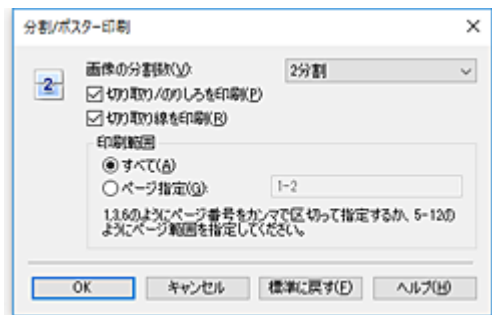 分割/ポスター印刷
画像の分割数(V):
2分割
2
切り取り/のりしろを印刷(P)
切り取り線を印刷(R)
印刷範囲
すべて(A)
ページ指定(G):
1-2
1,3,6のようにページ番号をカンマで区切って指定するか、5-12の
ようにページ範囲を指定してください。
OK
キャンセル
標準に戻す(F)
ヘルプ(H)